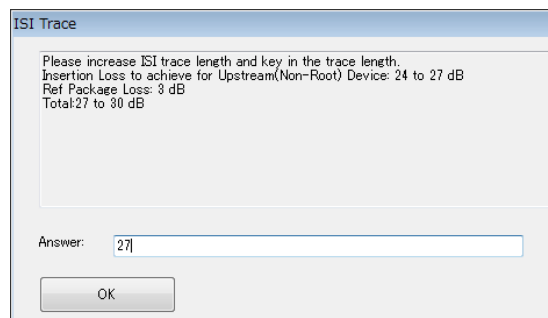 ISI Trace
Please increase ISI trace length and key in the trace length.
Insertion Loss to achieve for Upstream(Non-Root) Device: 24 to 27 dB
Ref Package Loss: 3 dB
Total:27 to 30 dB
Answer: 27
OK